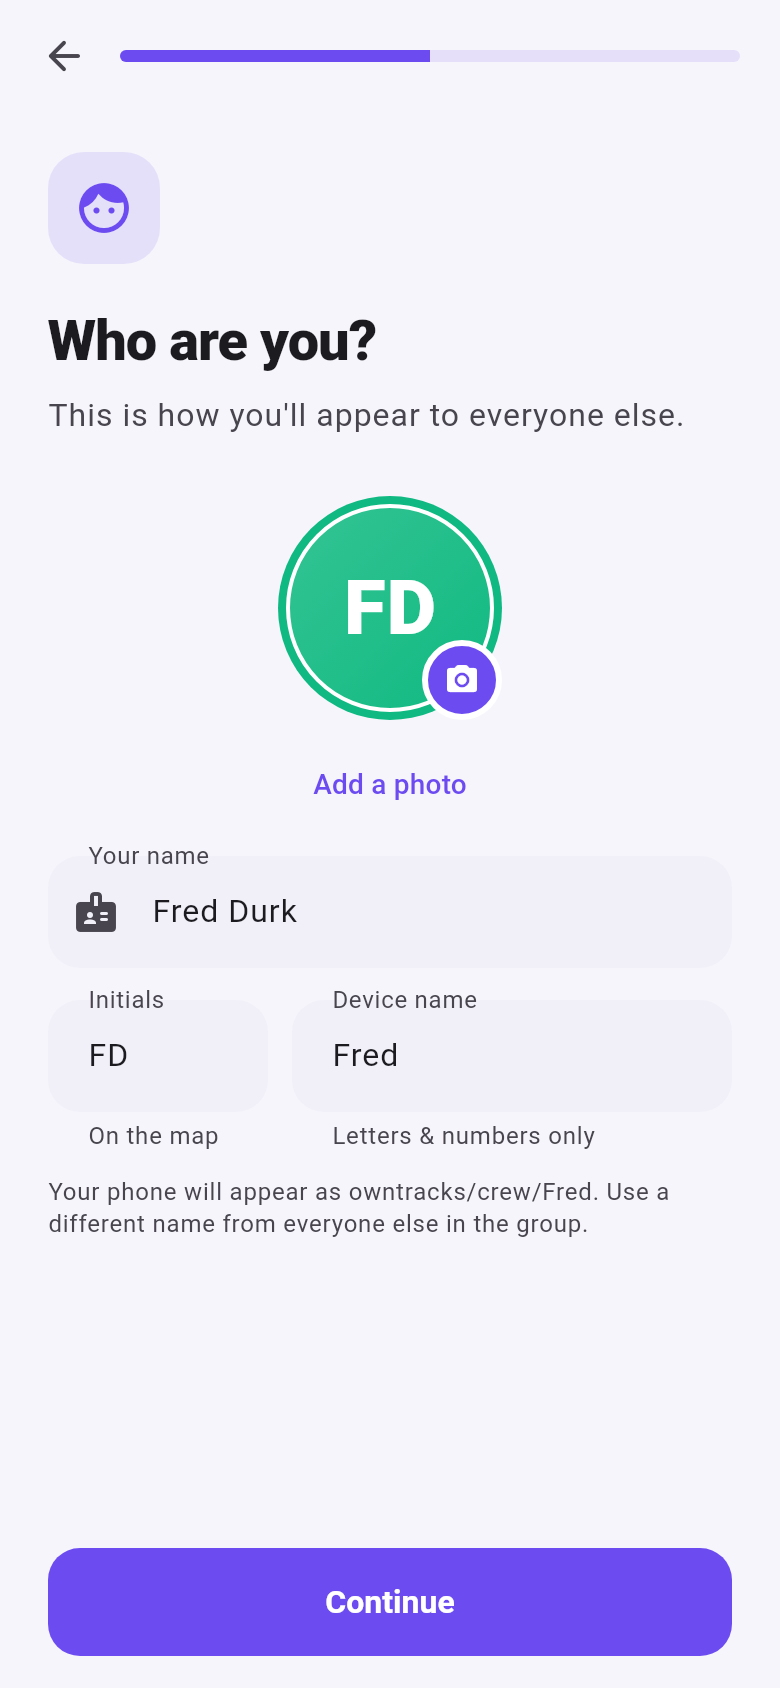 Who are you?
This is how you'll appear to everyone else.
FD
Add a photo
Your name
Fred Durk
Initials
Device name
FD
Fred
On the map
Letters & numbers only
Your phone will appear as owntracks/crew/Fred. Use a
different name from everyone else in the group.
Continue